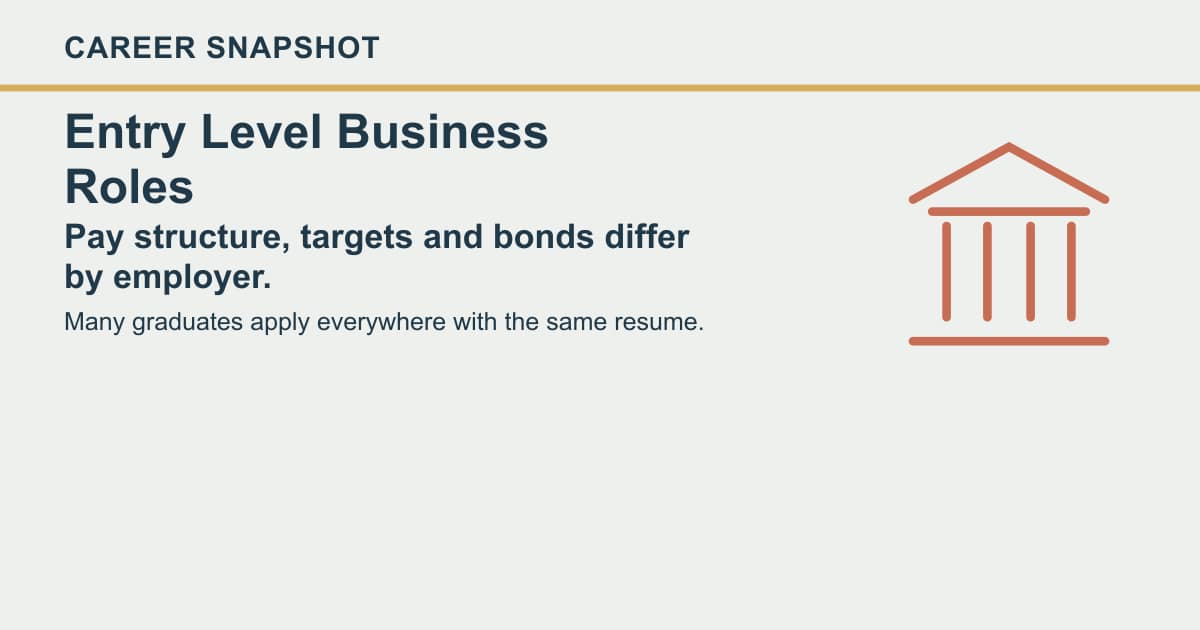 CAREER SNAPSHOT
Entry Level Business
Roles
Pay structure, targets and bonds differ
by employer.
Many graduates apply everywhere with the same resume.